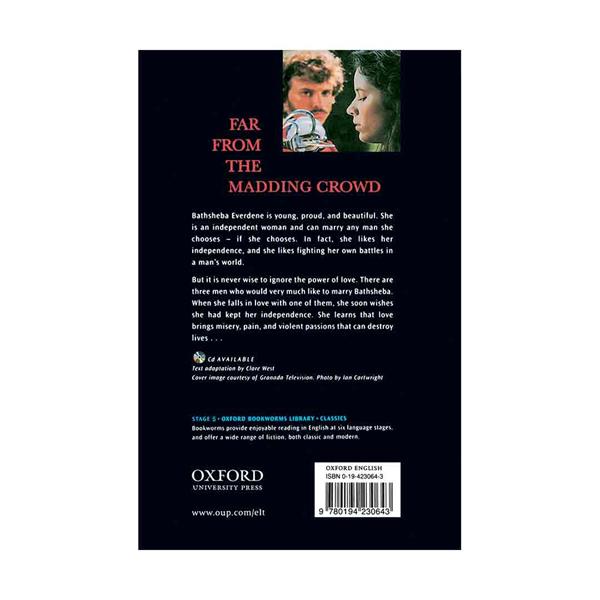 FAR
FROM
THE
MADDING CROWD
Bathsheba Everdene is young, proud, and beautiful. She
is an independent woman and can marry any man she
chooses – if she chooses. In fact, she likes her
independence, and she likes fighting her own battles in
a man's world.
But it is never wise to ignore the power of love. There are
three men who would very much like to marry Bathsheba.
When she falls in love with one of them, she soon wishes
she had kept her independence. She learns that love
brings misery, pain, and violent passions that can destroy
lives . . .
Cd AVAILABLE
Text adaptation by Clare West
Cover image courtesy of Granada Television. Photo by Ian Cartwright
STAGE 5 • OXFORD BOOKWORMS LIBRARY • CLASSICS
Bookworms provide enjoyable reading in English at six language stages,
and offer a wide range of fiction, both classic and modern.
OXFORD
UNIVERSITY PRESS
www.oup.com/elt
OXFORD ENGLISH
ISBN 0-19-423064-3
9 780194 230643